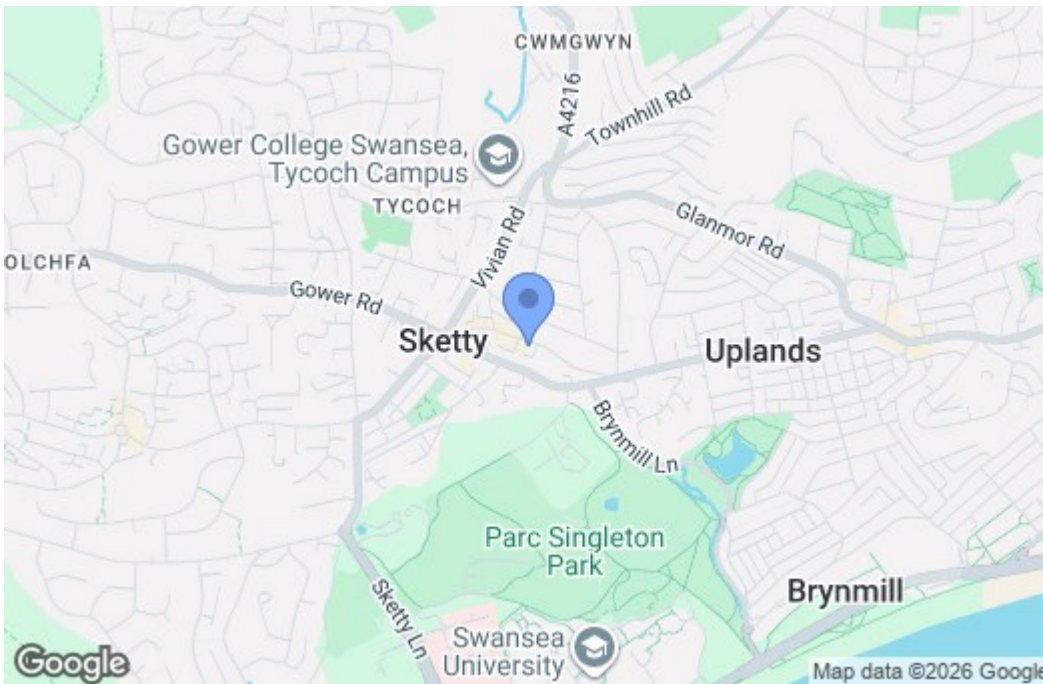 CWMGWYN
A4216
Townhill Rd
Gower College Swansea,
Tycoch Campus
TYCOCH
Glanmor Rd
Vivian Rd
OLCHFA
Gower Rd
Sketty
Uplands
Brynmill Ln
Parc Singleton
Park
Brynmill
Sketty Ln
Swansea
University
Google
Map data ©2026 Google